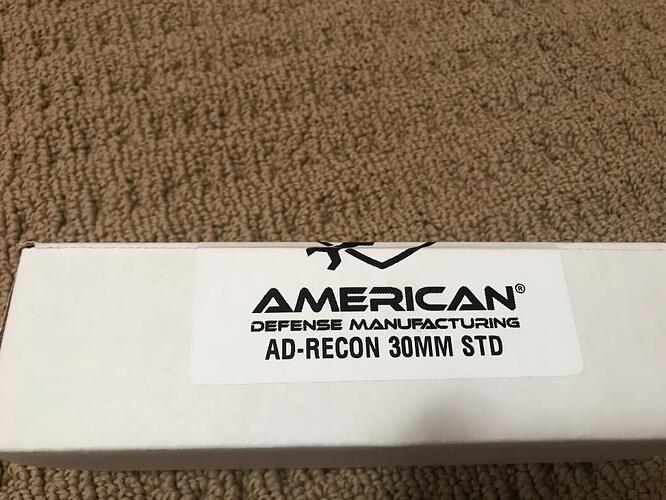 AMERICAN®
DEFENSE MANUFACTURING
AD-RECON 30MM STD